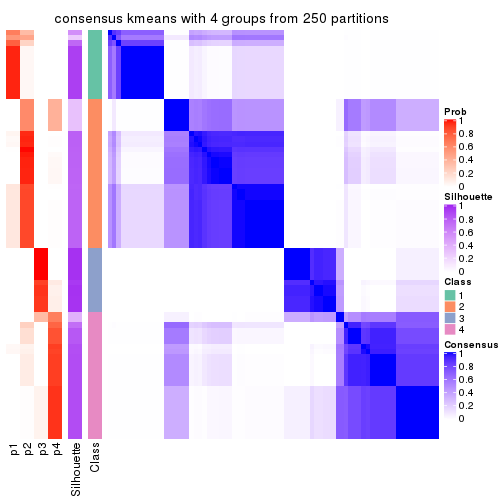 consensus kmeans with 4 groups from 250 partitions
Prob
1
0.8
0.6
0.4
0.2
0
Silhouette
1
0.8
0.6
0.4
0.2
0
Class
1
2
3
4
Consensus
1
0.8
0.6
0.4
0.2
0
p1
p2
p3
p4
Silhouette
Class